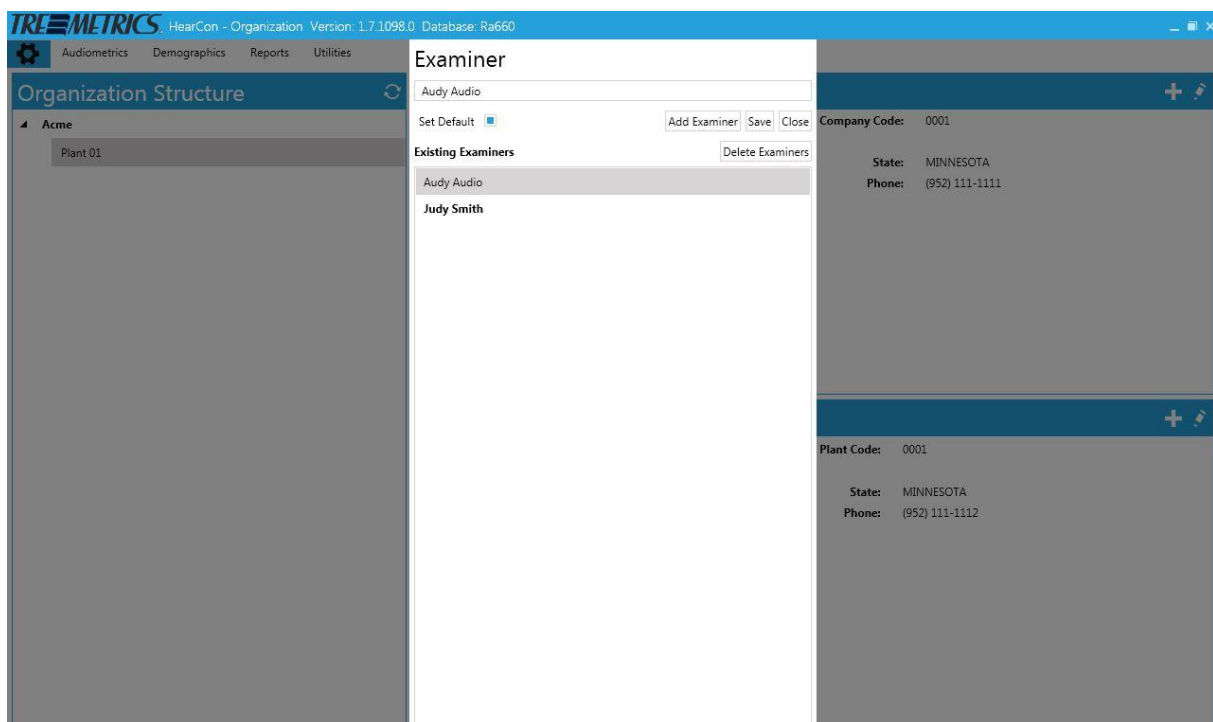 TREMETRICS HearCon - Organization Version: 1.7.1098.0 Database: Ra660
Audiometrics Demographics Reports Utilities
Organization Structure
Acme
Plant 01
Examiner
Audy Audio
Set Default Add Examiner Save Close
Existing Examiners Delete Examiners
Audy Audio
Judy Smith
Company Code: 0001
State: MINNESOTA
Phone: (952) 111-1111
Plant Code: 0001
State: MINNESOTA
Phone: (952) 111-1112